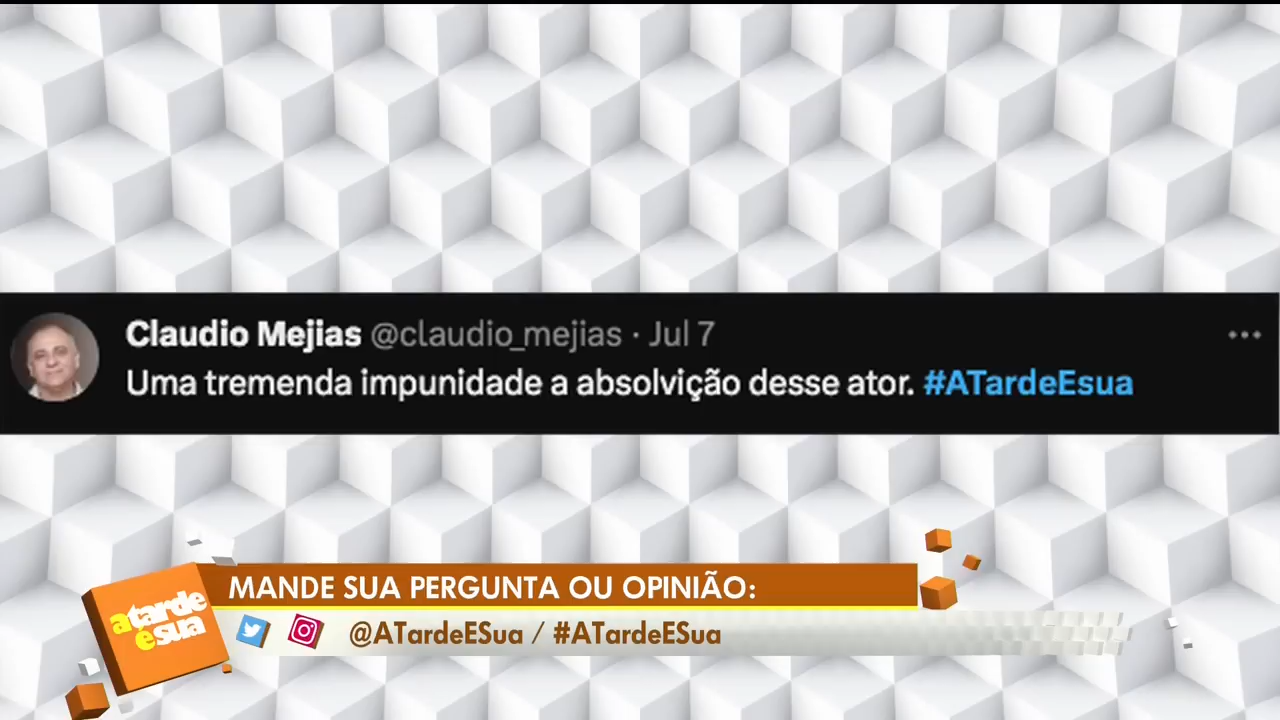 Claudio Mejias @claudio_mejias · Jul 7
Uma tremenda impunidade a absolvição desse ator. #ATardeEsua
MANDE SUA PERGUNTA OU OPINIÃO:
a tarde
é sua
@ATardeESua / #ATardeESua